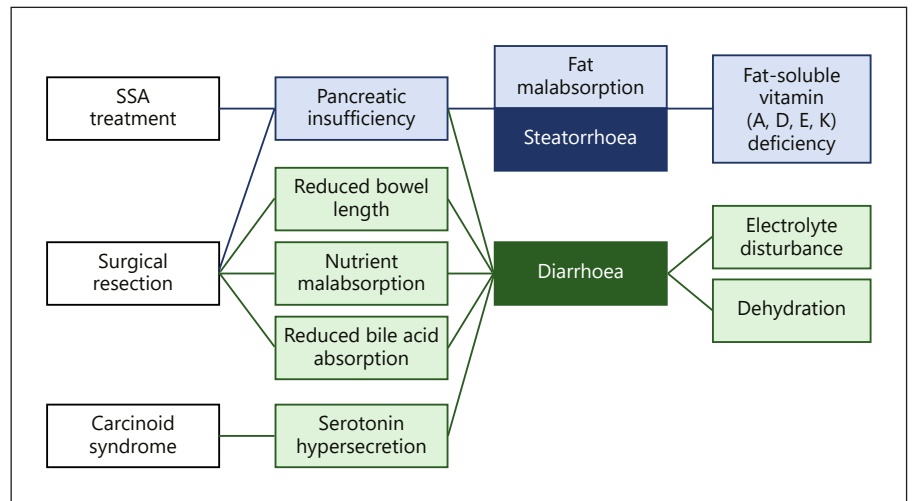 SSA
treatment
Pancreatic
insufficiency
Fat
malabsorption
Steatorrhoea
Fat-soluble
vitamin
(A, D, E, K)
deficiency
Surgical
resection
Reduced bowel
length
Nutrient
malabsorption
Reduced bile acid
absorption
Diarrhoea
Electrolyte
disturbance
Dehydration
Carcinoid
syndrome
Serotonin
hypersecretion